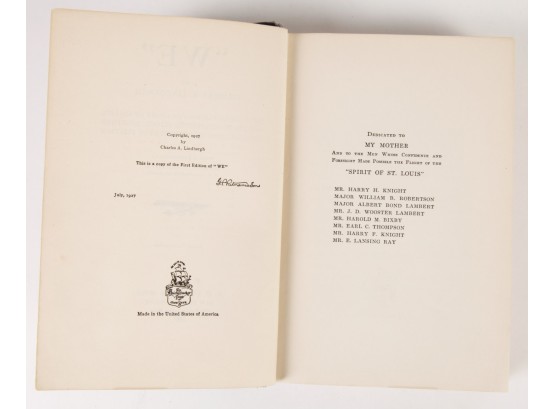 Copyright, 1927
by
Charles A. Lindbergh
This is a copy of the First Edition of "WE"
July, 1927
The
Knickerbocker
Press
Made in the United States of America
Dedicated to
MY MOTHER
And to the Men Whose Confidence and
Foresight Made Possible the Flight of the
"SPIRIT OF ST. LOUIS"
MR. HARRY H. KNIGHT
MAJOR WILLIAM B. ROBERTSON
MAJOR ALBERT BOND LAMBERT
MR. J. D. WOOSTER LAMBERT
MR. HAROLD M. BIXBY
MR. EARL C. THOMPSON
MR. HARRY F. KNIGHT
MR. E. LANSING RAY